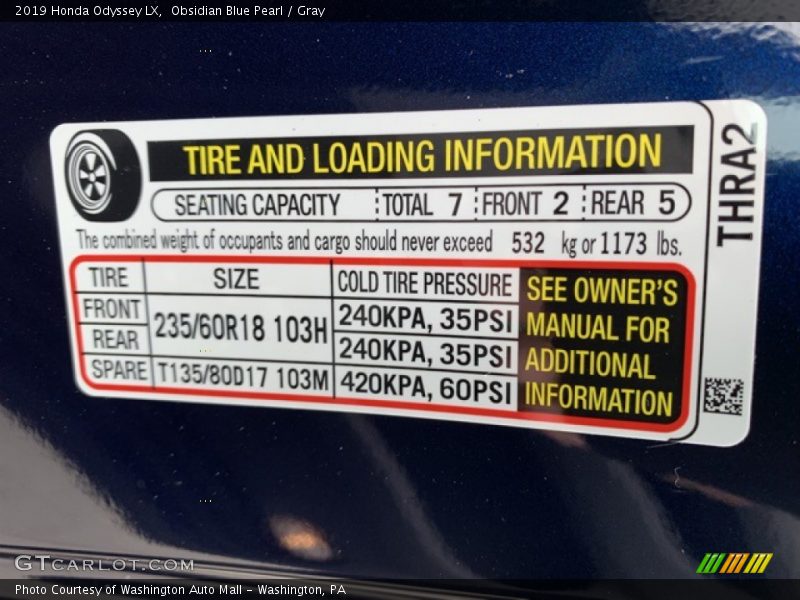 2019 Honda Odyssey LX, Obsidian Blue Pearl / Gray
TIRE AND LOADING INFORMATION
SEATING CAPACITY TOTAL 7 FRONT 2 REAR 5
The combined weight of occupants and cargo should never exceed 532 kg or 1173 lbs.
TIRE SIZE COLD TIRE PRESSURE
FRONT 235/60R18 103H 240KPA, 35PSI
REAR 240KPA, 35PSI
SPARE T135/80D17 103M 420KPA, 60PSI
SEE OWNER'S
MANUAL FOR
ADDITIONAL
INFORMATION
THRA2
GTCARLOT.COM
Photo Courtesy of Washington Auto Mall - Washington, PA